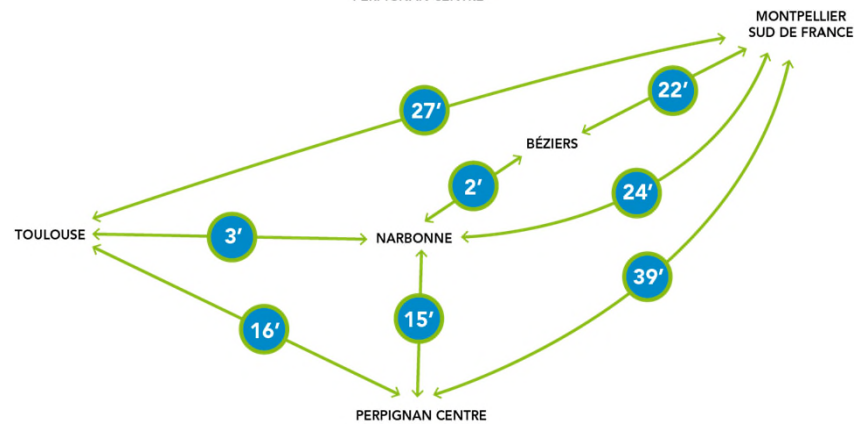 MONTPELLIER
SUD DE FRANCE
22'
27'
BÉZIERS
2'
24'
TOULOUSE
3'
NARBONNE
39'
15'
16'
PERPIGNAN CENTRE